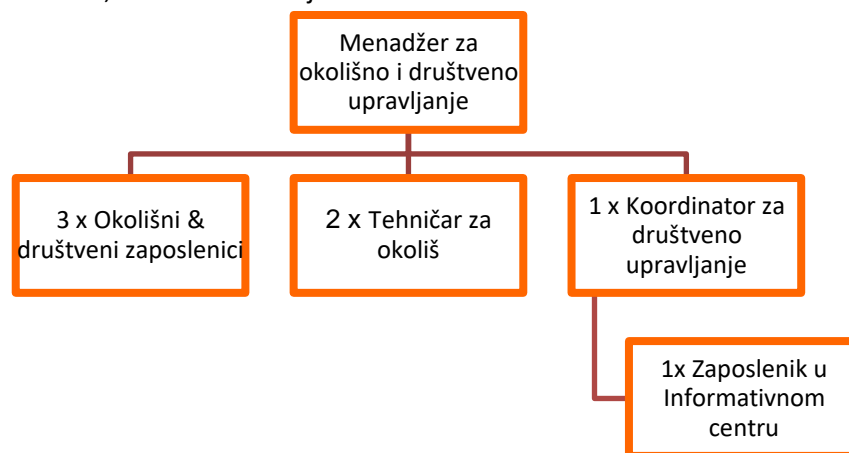 Menadžer za
okolišno i društveno
upravljanje
3 x Okolišni &
društveni zaposlenici
2 x Tehničar za
okoliš
1 x Koordinator za
društveno
upravljanje
1x Zaposlenik u
Informativnom
centru